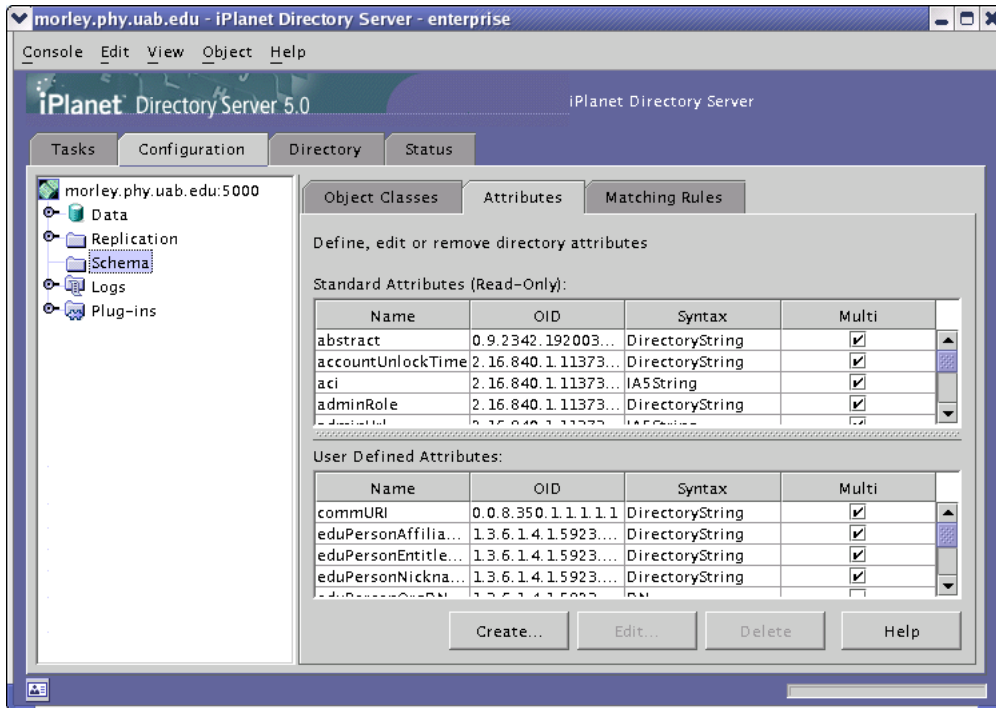 morley.phy.uab.edu - iPlanet Directory Server - enterprise
Console Edit View Object Help
iPlanet Directory Server 5.0
iPlanet Directory Server
Tasks Configuration Directory Status
morley.phy.uab.edu:5000
Data
Replication
Schema
Logs
Plug-ins
Object Classes Attributes Matching Rules
Define, edit or remove directory attributes
Standard Attributes (Read-Only):
Name OID Syntax Multi
abstract 0.9.2342.192003... DirectoryString
accountUnlockTime 2.16.840.1.11373... DirectoryString
aci 2.16.840.1.11373... IA5String
adminRole 2.16.840.1.11373... DirectoryString
User Defined Attributes:
Name OID Syntax Multi
commURI 0.0.8.350.1.1.1.1.1 DirectoryString
eduPersonAffilia... 1.3.6.1.4.1.5923.... DirectoryString
eduPersonEntitle... 1.3.6.1.4.1.5923.... DirectoryString
eduPersonNickna... 1.3.6.1.4.1.5923.... DirectoryString
Create... Edit... Delete Help